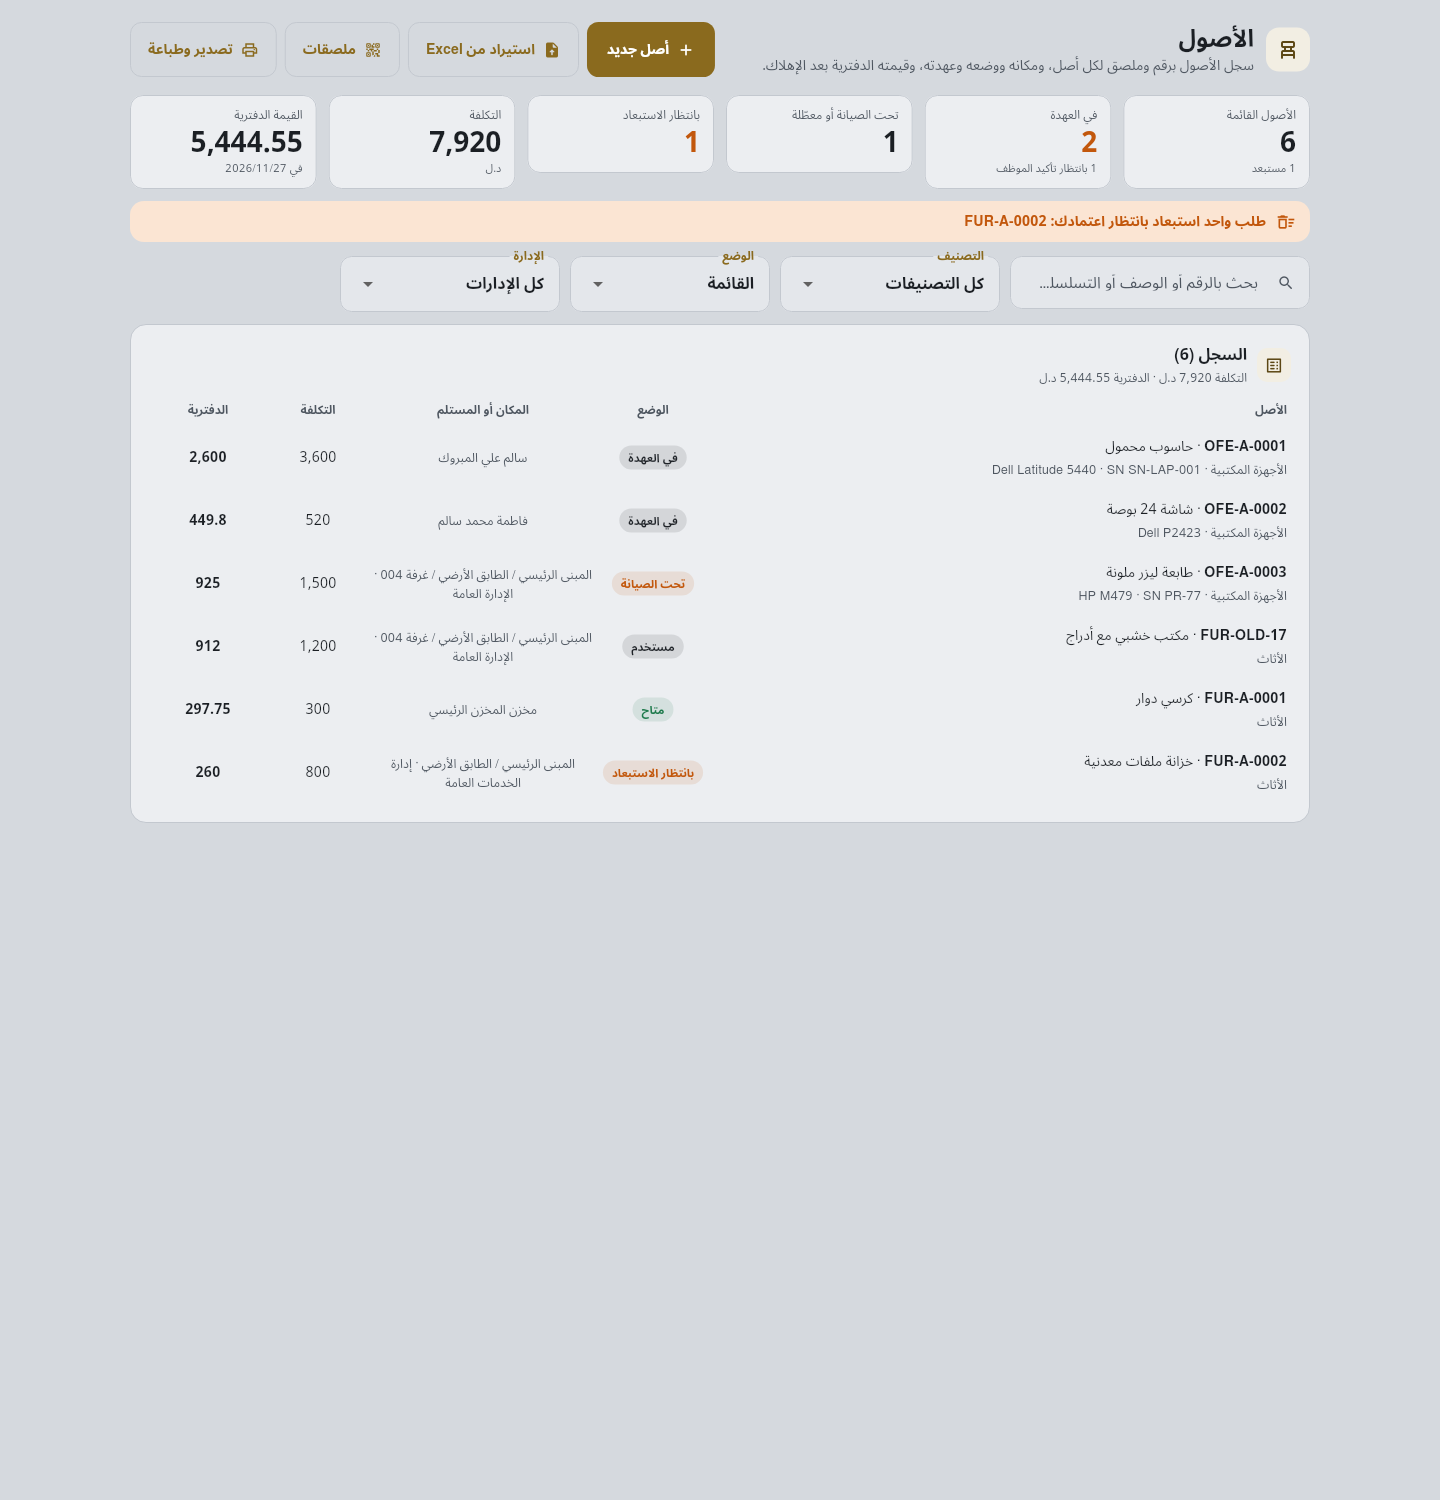 الأصول
سجل الأصول برقم وملصق لكل أصل، ومكانه ووضعه وعهدته، وقيمته الدفترية بعد الإهلاك.
أصل جديد
استيراد من Excel
ملصقات
تصدير وطباعة
الأصول القائمة
6
1 مستبعد
في العهدة
2
1 بانتظار تأكيد الموظف
تحت الصيانة أو معطّلة
1
بانتظار الاستبعاد
1
التكلفة
7,920
د.ل
القيمة الدفترية
5,444.55
في 2026/11/27
طلب واحد استبعاد بانتظار اعتمادك: FUR-A-0002
بحث بالرقم أو الوصف أو التسلسل...
التصنيف
كل التصنيفات
الوضع
القائمة
الإدارة
كل الإدارات
السجل (6)
التكلفة 7,920 د.ل · الدفترية 5,444.55 د.ل
الأصل الوضع المكان أو المستلم التكلفة الدفترية
OFE-A-0001 · حاسوب محمول
الأجهزة المكتبية · Dell Latitude 5440 · SN SN-LAP-001
في العهدة
سالم علي المبروك
3,600
2,600
OFE-A-0002 · شاشة 24 بوصة
الأجهزة المكتبية · Dell P2423
في العهدة
فاطمة محمد سالم
520
449.8
OFE-A-0003 · طابعة ليزر ملونة
الأجهزة المكتبية · HP M479 · SN PR-77
تحت الصيانة
المبنى الرئيسي / الطابق الأرضي / غرفة 004 ·
الإدارة العامة
1,500
925
FUR-OLD-17 · مكتب خشبي مع أدراج
الأثاث
مستخدم
المبنى الرئيسي / الطابق الأرضي / غرفة 004 ·
الإدارة العامة
1,200
912
FUR-A-0001 · كرسي دوار
الأثاث
متاح
مخزن المخزن الرئيسي
300
297.75
FUR-A-0002 · خزانة ملفات معدنية
الأثاث
بانتظار الاستبعاد
المبنى الرئيسي / الطابق الأرضي · إدارة
الخدمات العامة
800
260